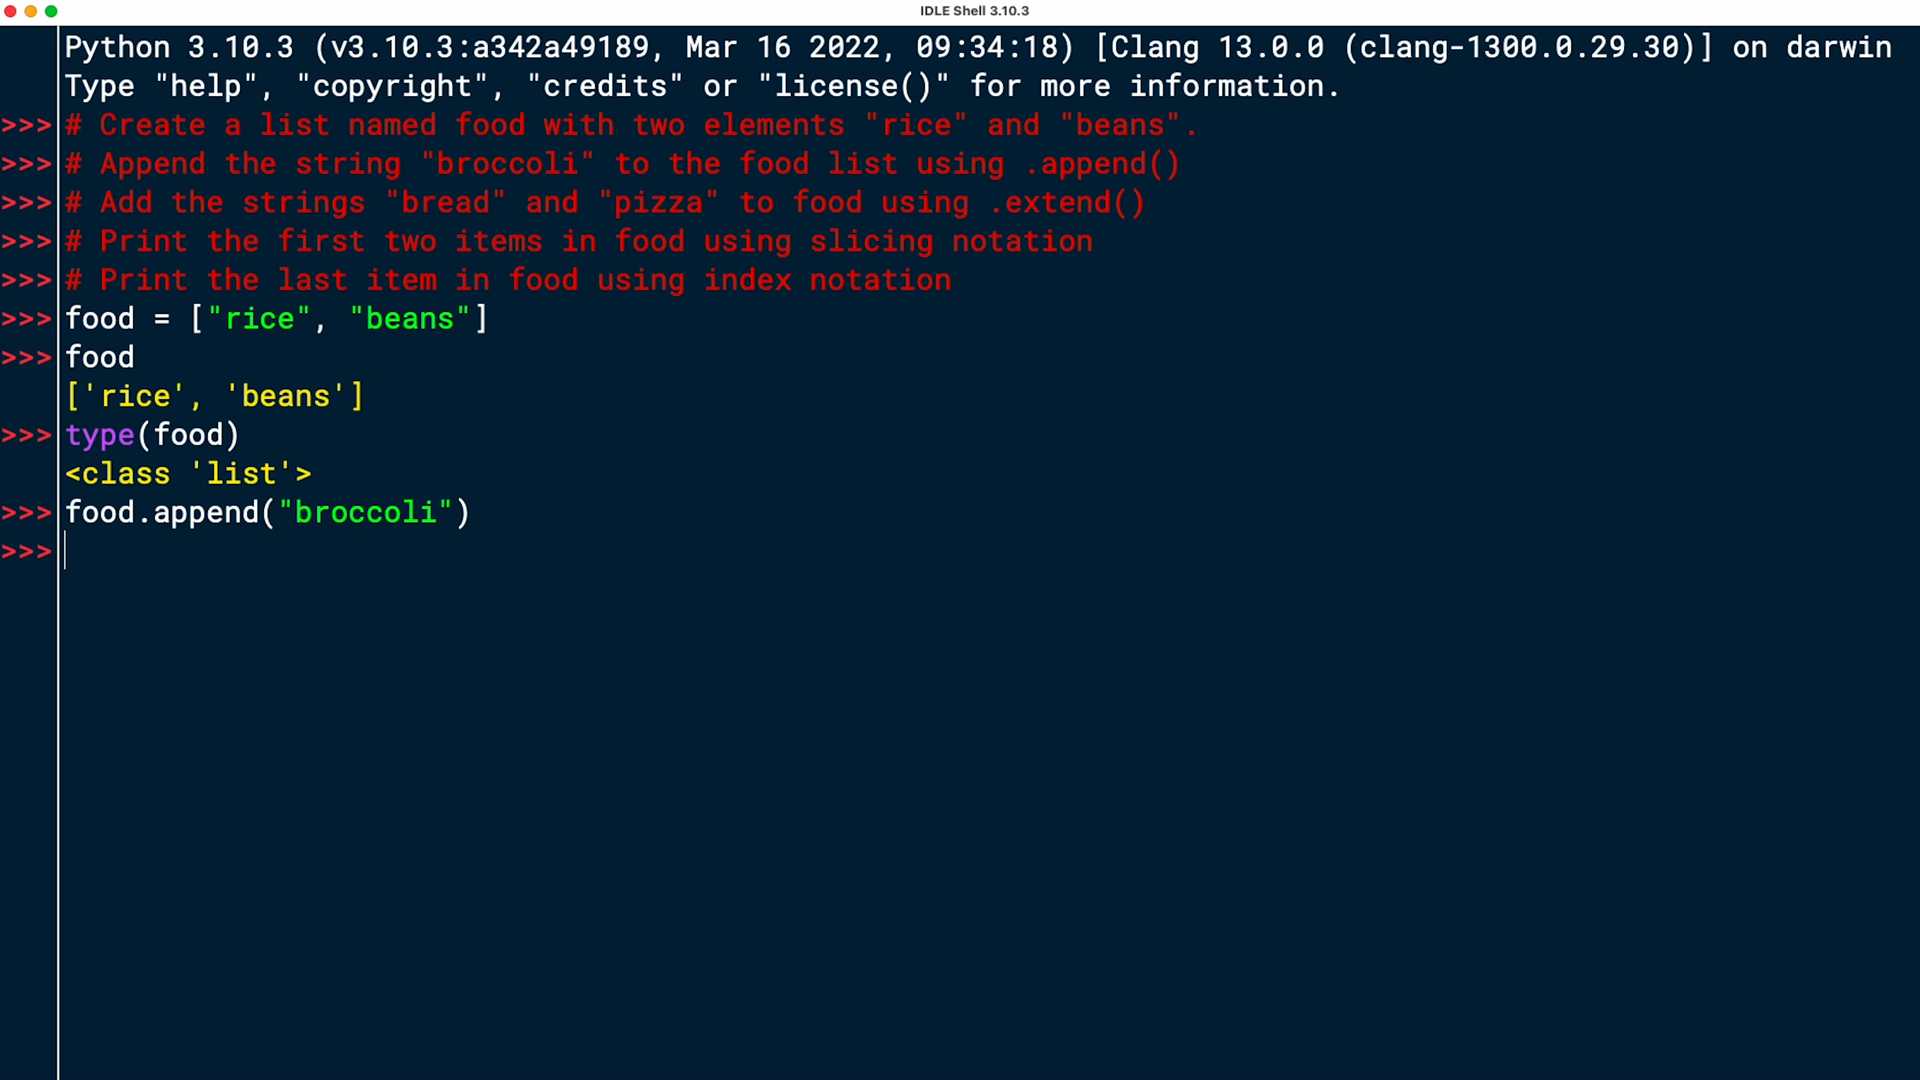 IDLE Shell 3.10.3
Python 3.10.3 (v3.10.3:a342a49189, Mar 16 2022, 09:34:18) [Clang 13.0.0 (clang-1300.0.29.30)] on darwin
Type "help", "copyright", "credits" or "license()" for more information.
>>> # Create a list named food with two elements "rice" and "beans".
>>> # Append the string "broccoli" to the food list using .append()
>>> # Add the strings "bread" and "pizza" to food using .extend()
>>> # Print the first two items in food using slicing notation
>>> # Print the last item in food using index notation
>>> food = ["rice", "beans"]
>>> food
['rice', 'beans']
>>> type(food)
<class 'list'>
>>> food.append("broccoli")
>>>